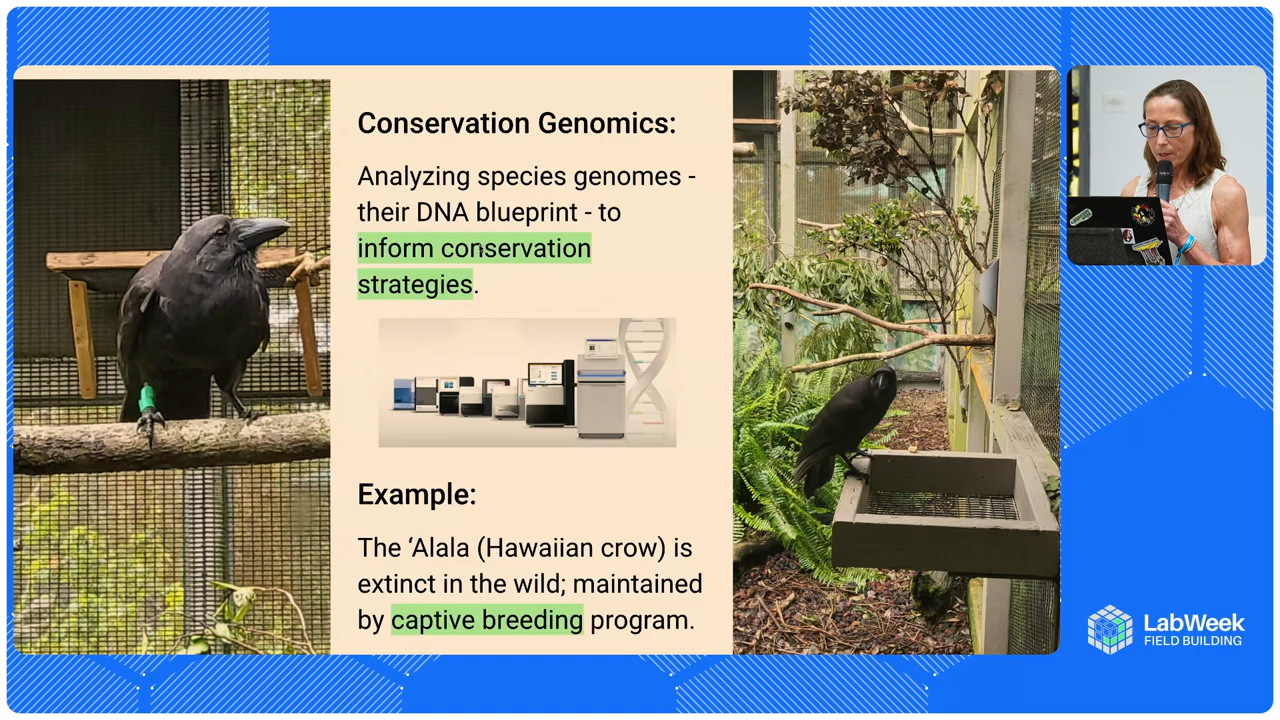 Conservation Genomics:
Analyzing species genomes -
their DNA blueprint - to
inform conservation
strategies.
Example:
The ‘Alala (Hawaiian crow) is
extinct in the wild; maintained
by captive breeding program.
LabWeek
FIELD BUILDING